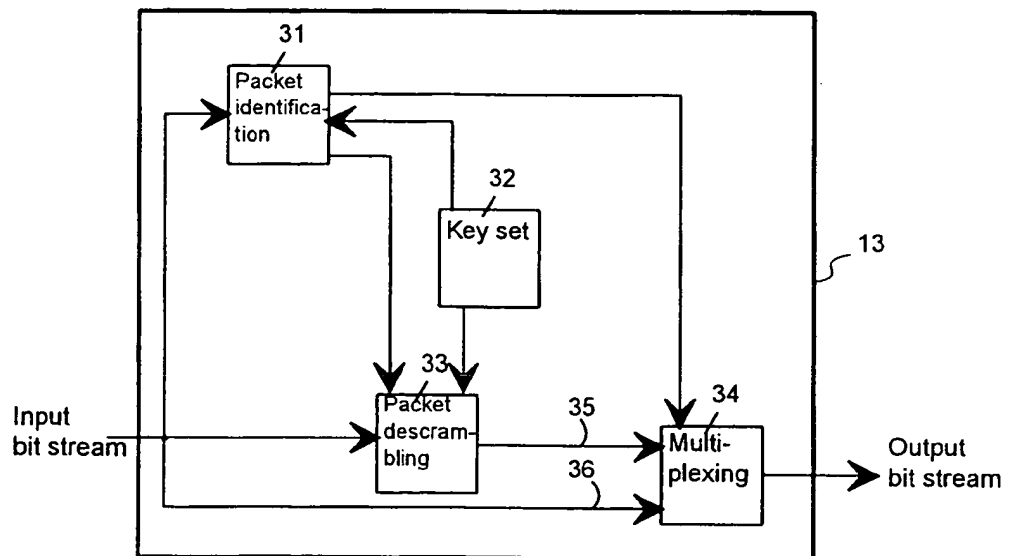 31
Packet
identifica-
tion
32
Key set
13
33
Packet
descram-
bling
Input
bit stream
35
36
34
Multi-
plexing
Output
bit stream